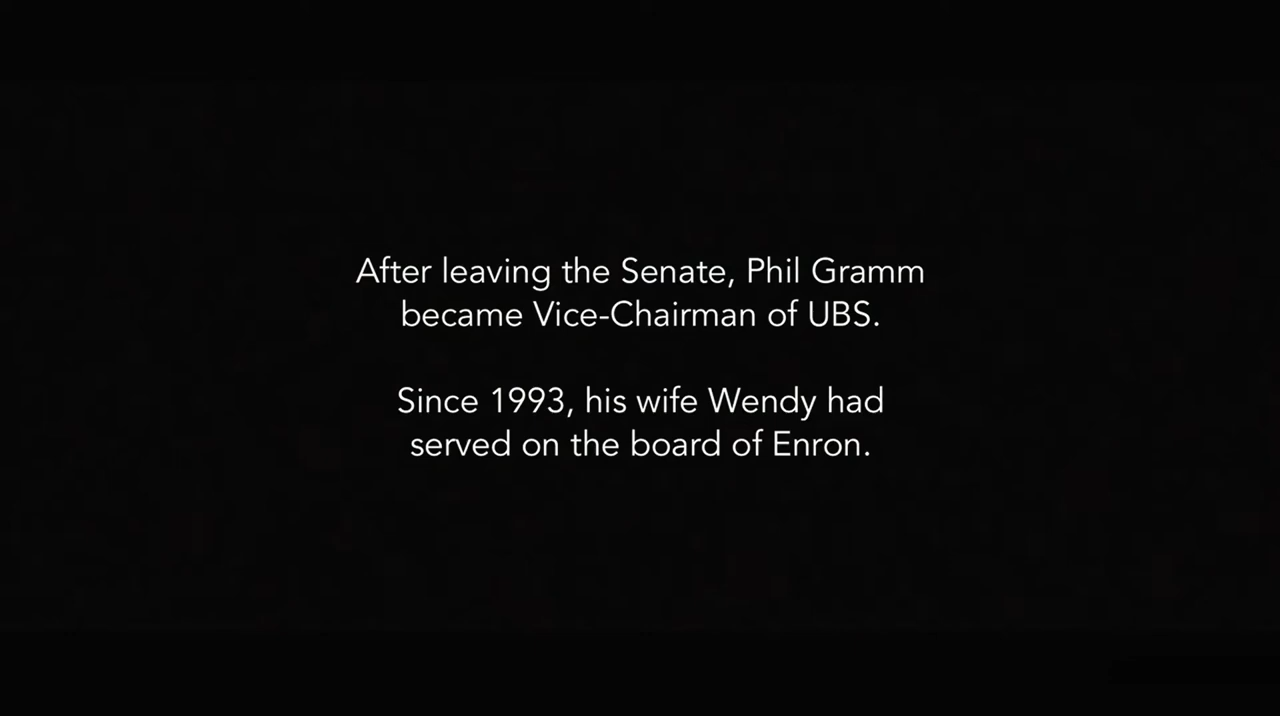 After leaving the Senate, Phil Gramm
became Vice-Chairman of UBS.
Since 1993, his wife Wendy had
served on the board of Enron.